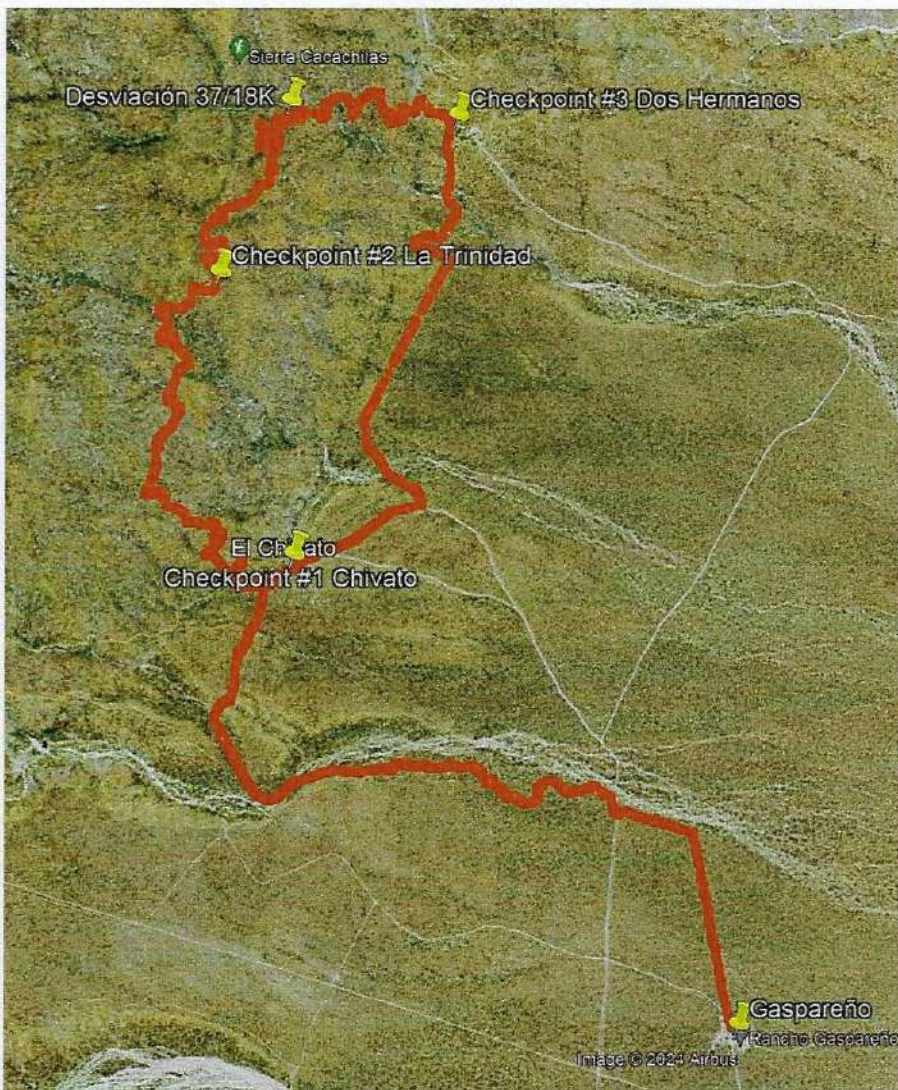 Sierra Cacachilas
Desviación 37/18K
Checkpoint #3 Dos Hermanos
Checkpoint #2 La Trinidad
El Chivato
Checkpoint #1 Chivato
Gaspareño
Rancho Gaspareño
Image © 2024 Airbus